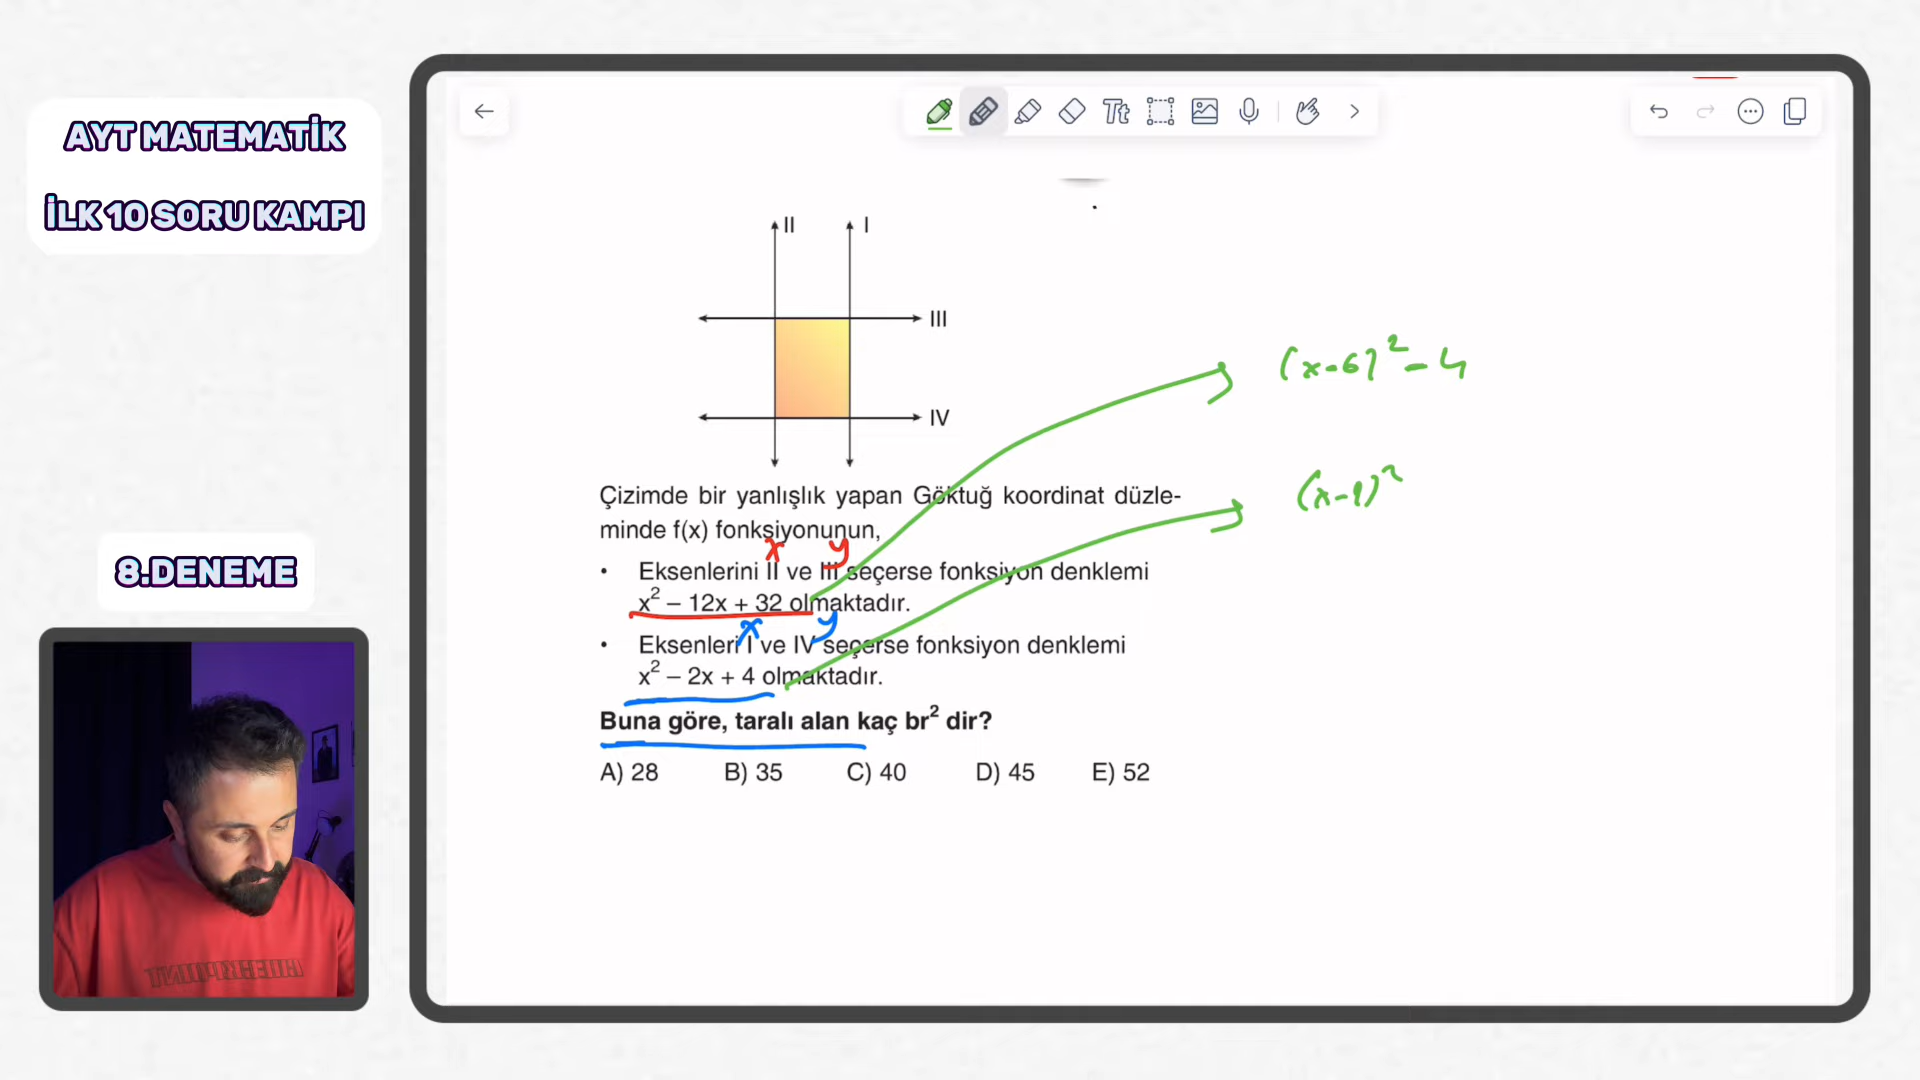 AYT MATEMATİK
İLK 10 SORU KAMPI
8.DENEME
Tt
II
I
III
IV
(x-6)² - 4
(x-1)²
Çizimde bir yanlışlık yapan Göktuğ koordinat düzle-
minde f(x) fonksiyonunun,
x y
• Eksenlerini II ve III seçerse fonksiyon denklemi
x² – 12x + 32 olmaktadır.
x y
• Eksenleri I ve IV seçerse fonksiyon denklemi
x² – 2x + 4 olmaktadır.
Buna göre, taralı alan kaç br² dir?
A) 28 B) 35 C) 40 D) 45 E) 52